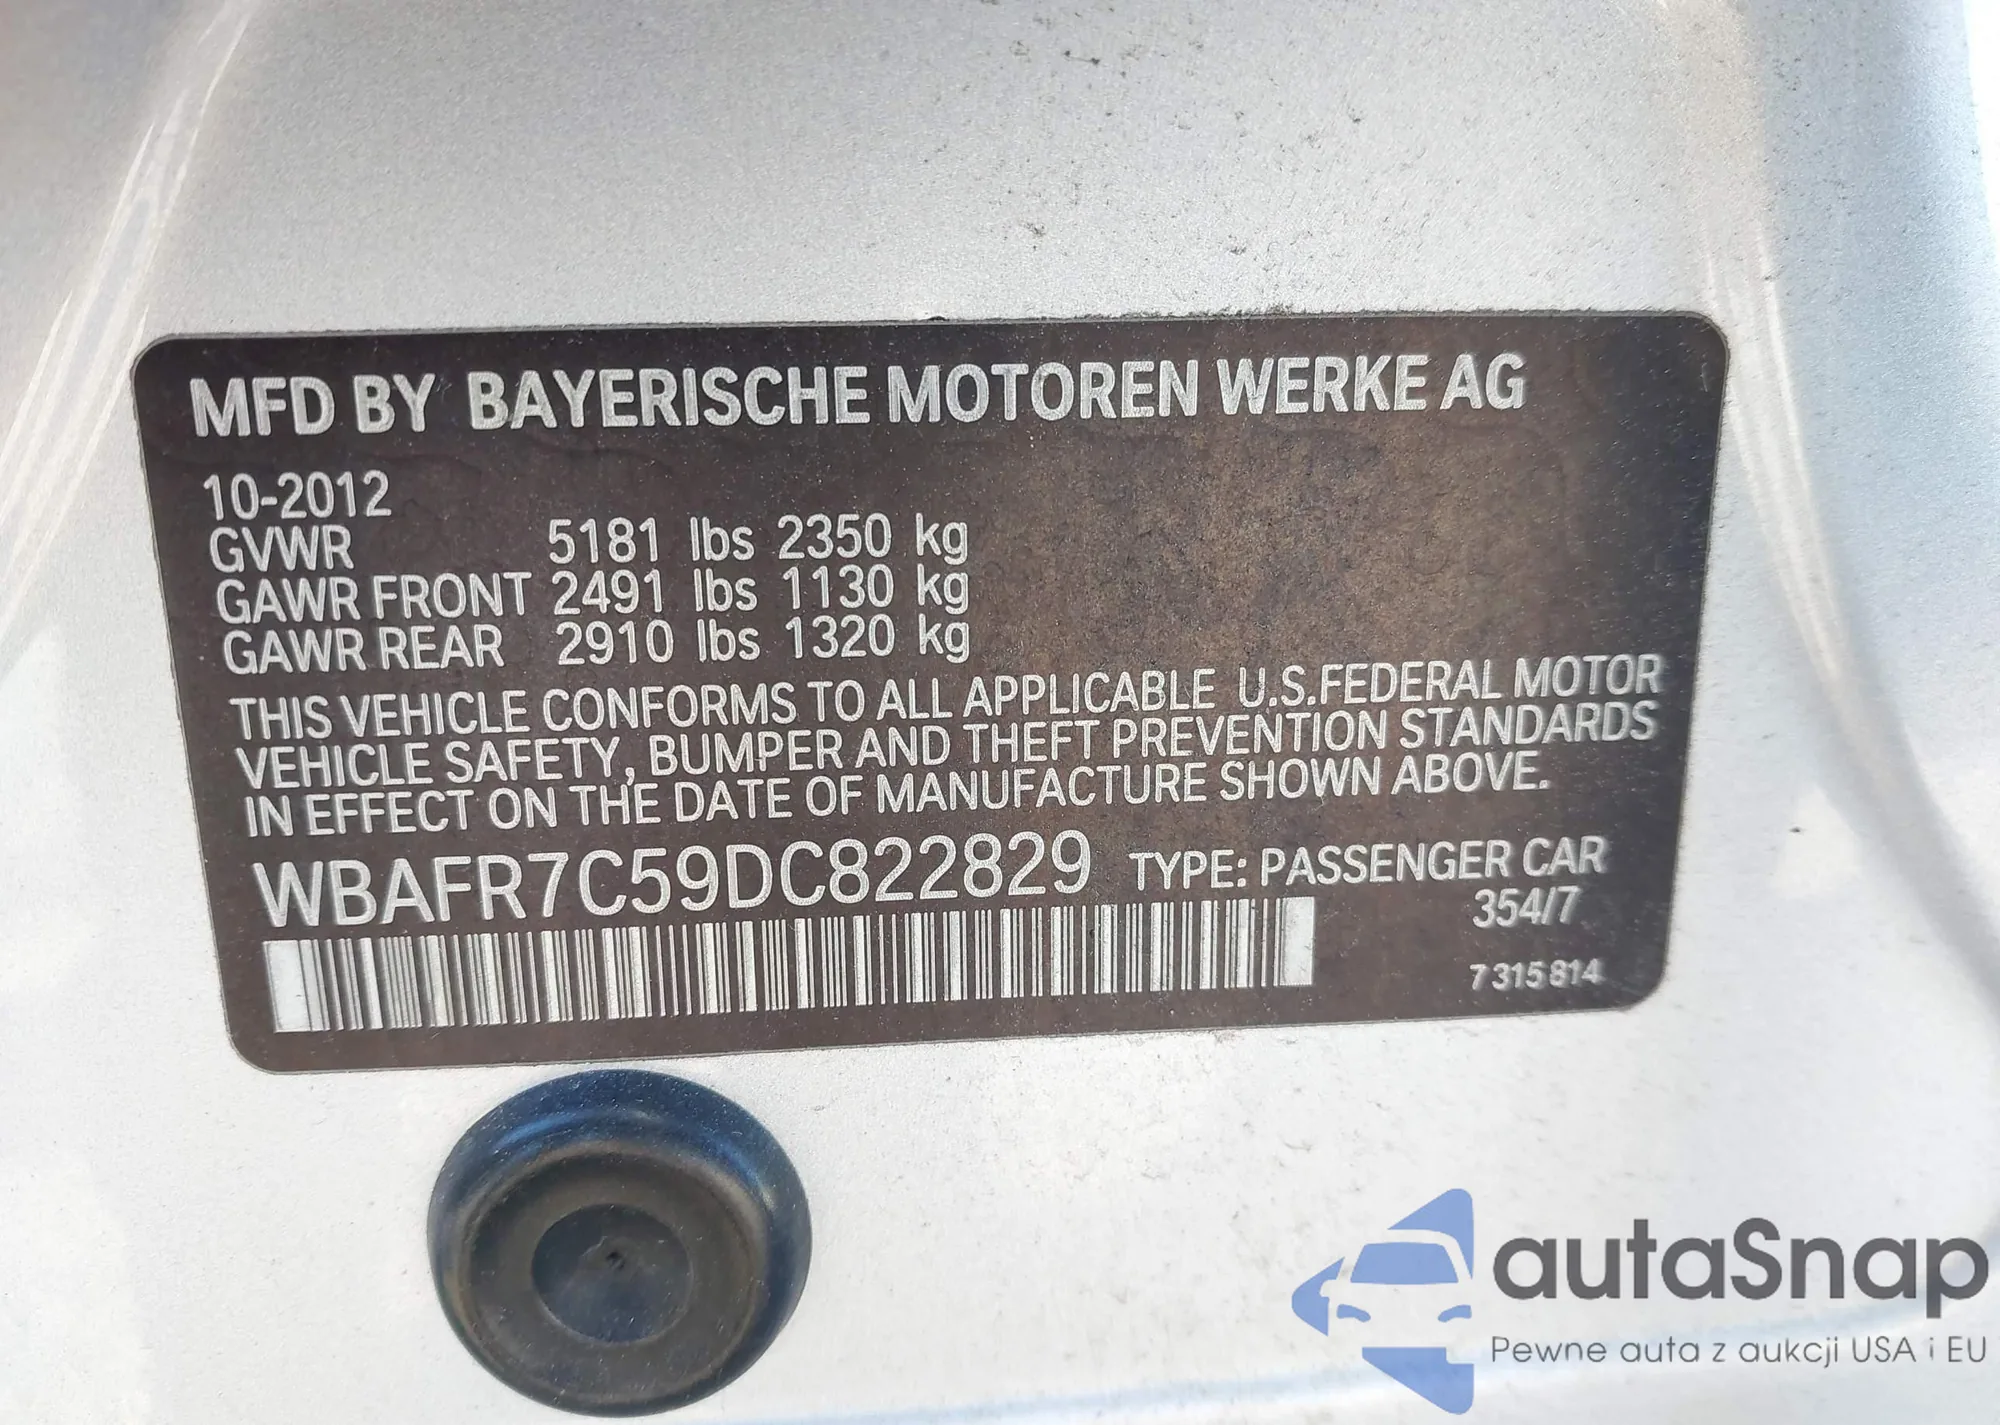 MFD BY BAYERISCHE MOTOREN WERKE AG
10-2012
GVWR 5181 lbs 2350 kg
GAWR FRONT 2491 lbs 1130 kg
GAWR REAR 2910 lbs 1320 kg
THIS VEHICLE CONFORMS TO ALL APPLICABLE U.S.FEDERAL MOTOR
VEHICLE SAFETY, BUMPER AND THEFT PREVENTION STANDARDS
IN EFFECT ON THE DATE OF MANUFACTURE SHOWN ABOVE.
WBAFR7C59DC822829 TYPE: PASSENGER CAR
354/7
7 315 814
autaSnap
Pewne auta z aukcji USA i EU